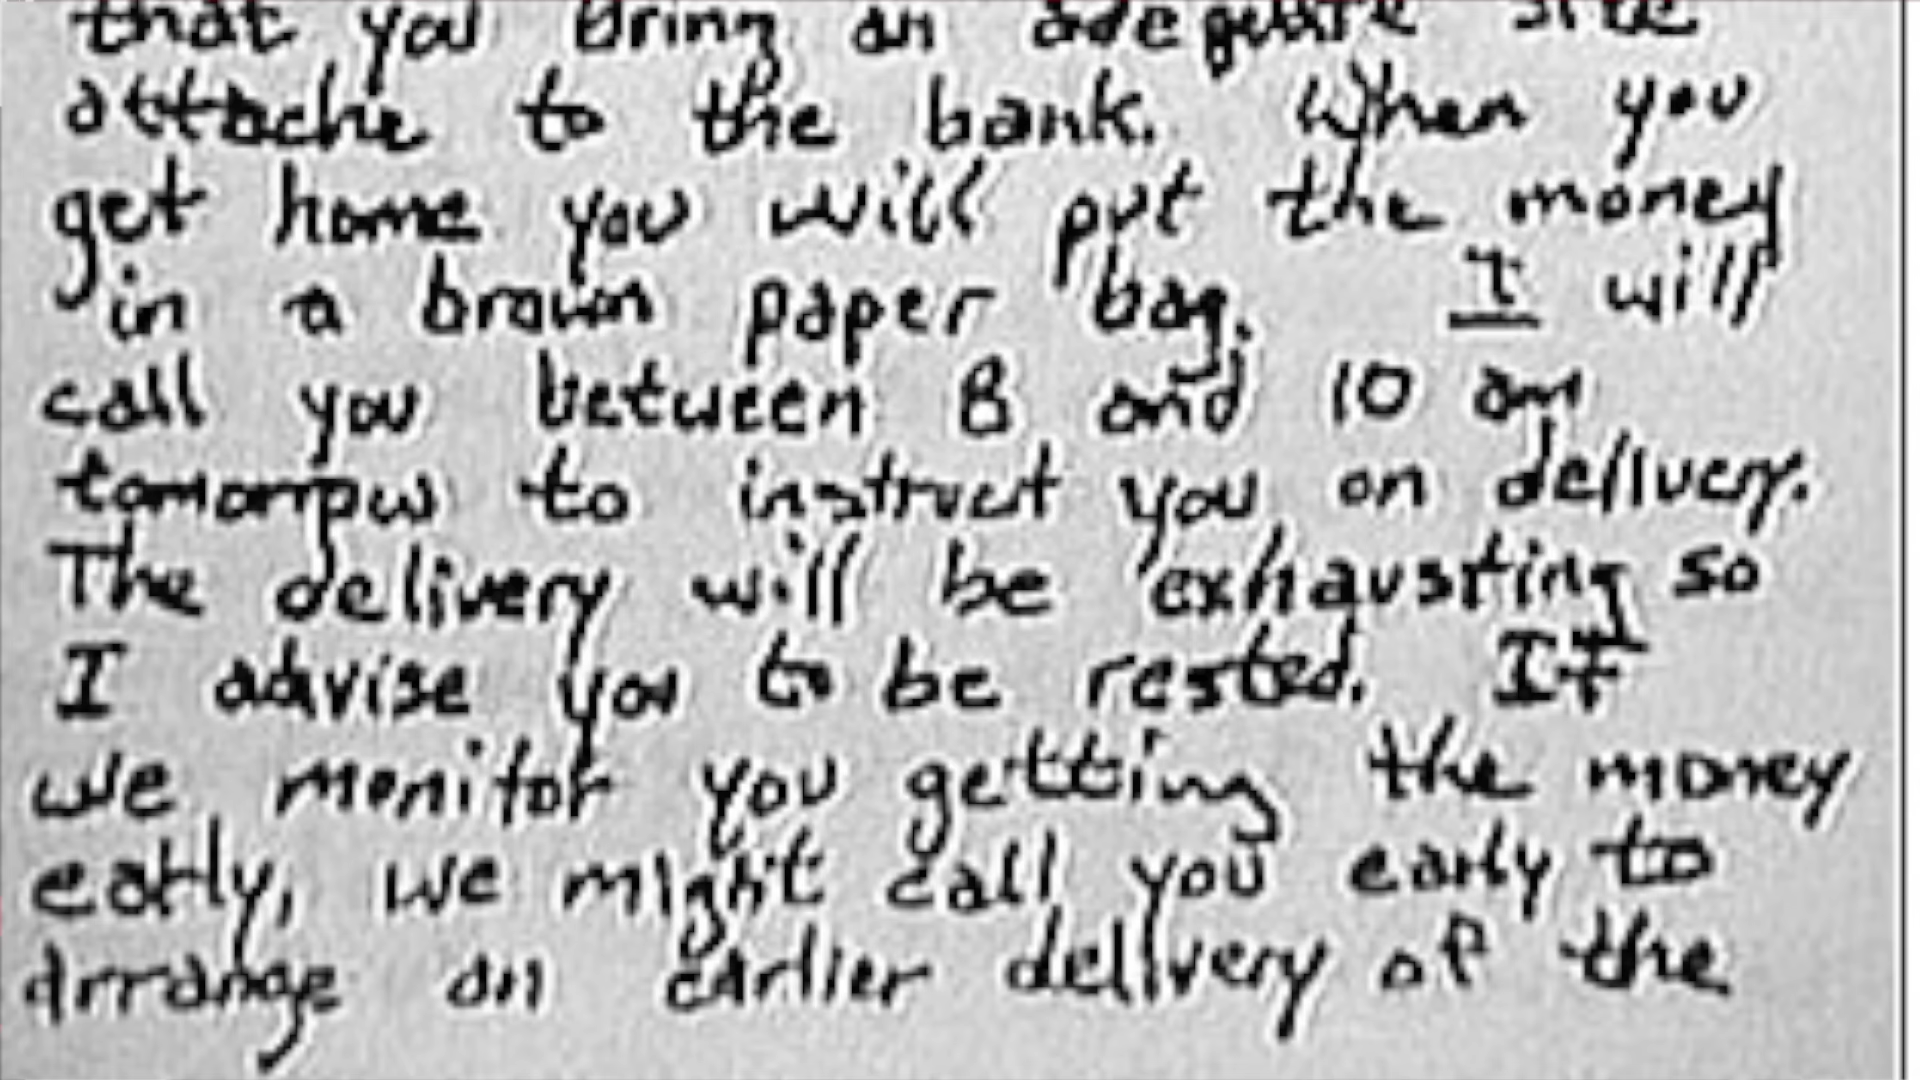 that you bring an adequate size
attache to the bank. When you
get home you will put the money
in a brown paper bag. I will
call you between 8 and 10 am
tomorrow to instruct you on delivery.
The delivery will be exhausting so
I advise you to be rested. If
we monitor you getting the money
early, we might call you early to
arrange an earlier delivery of the